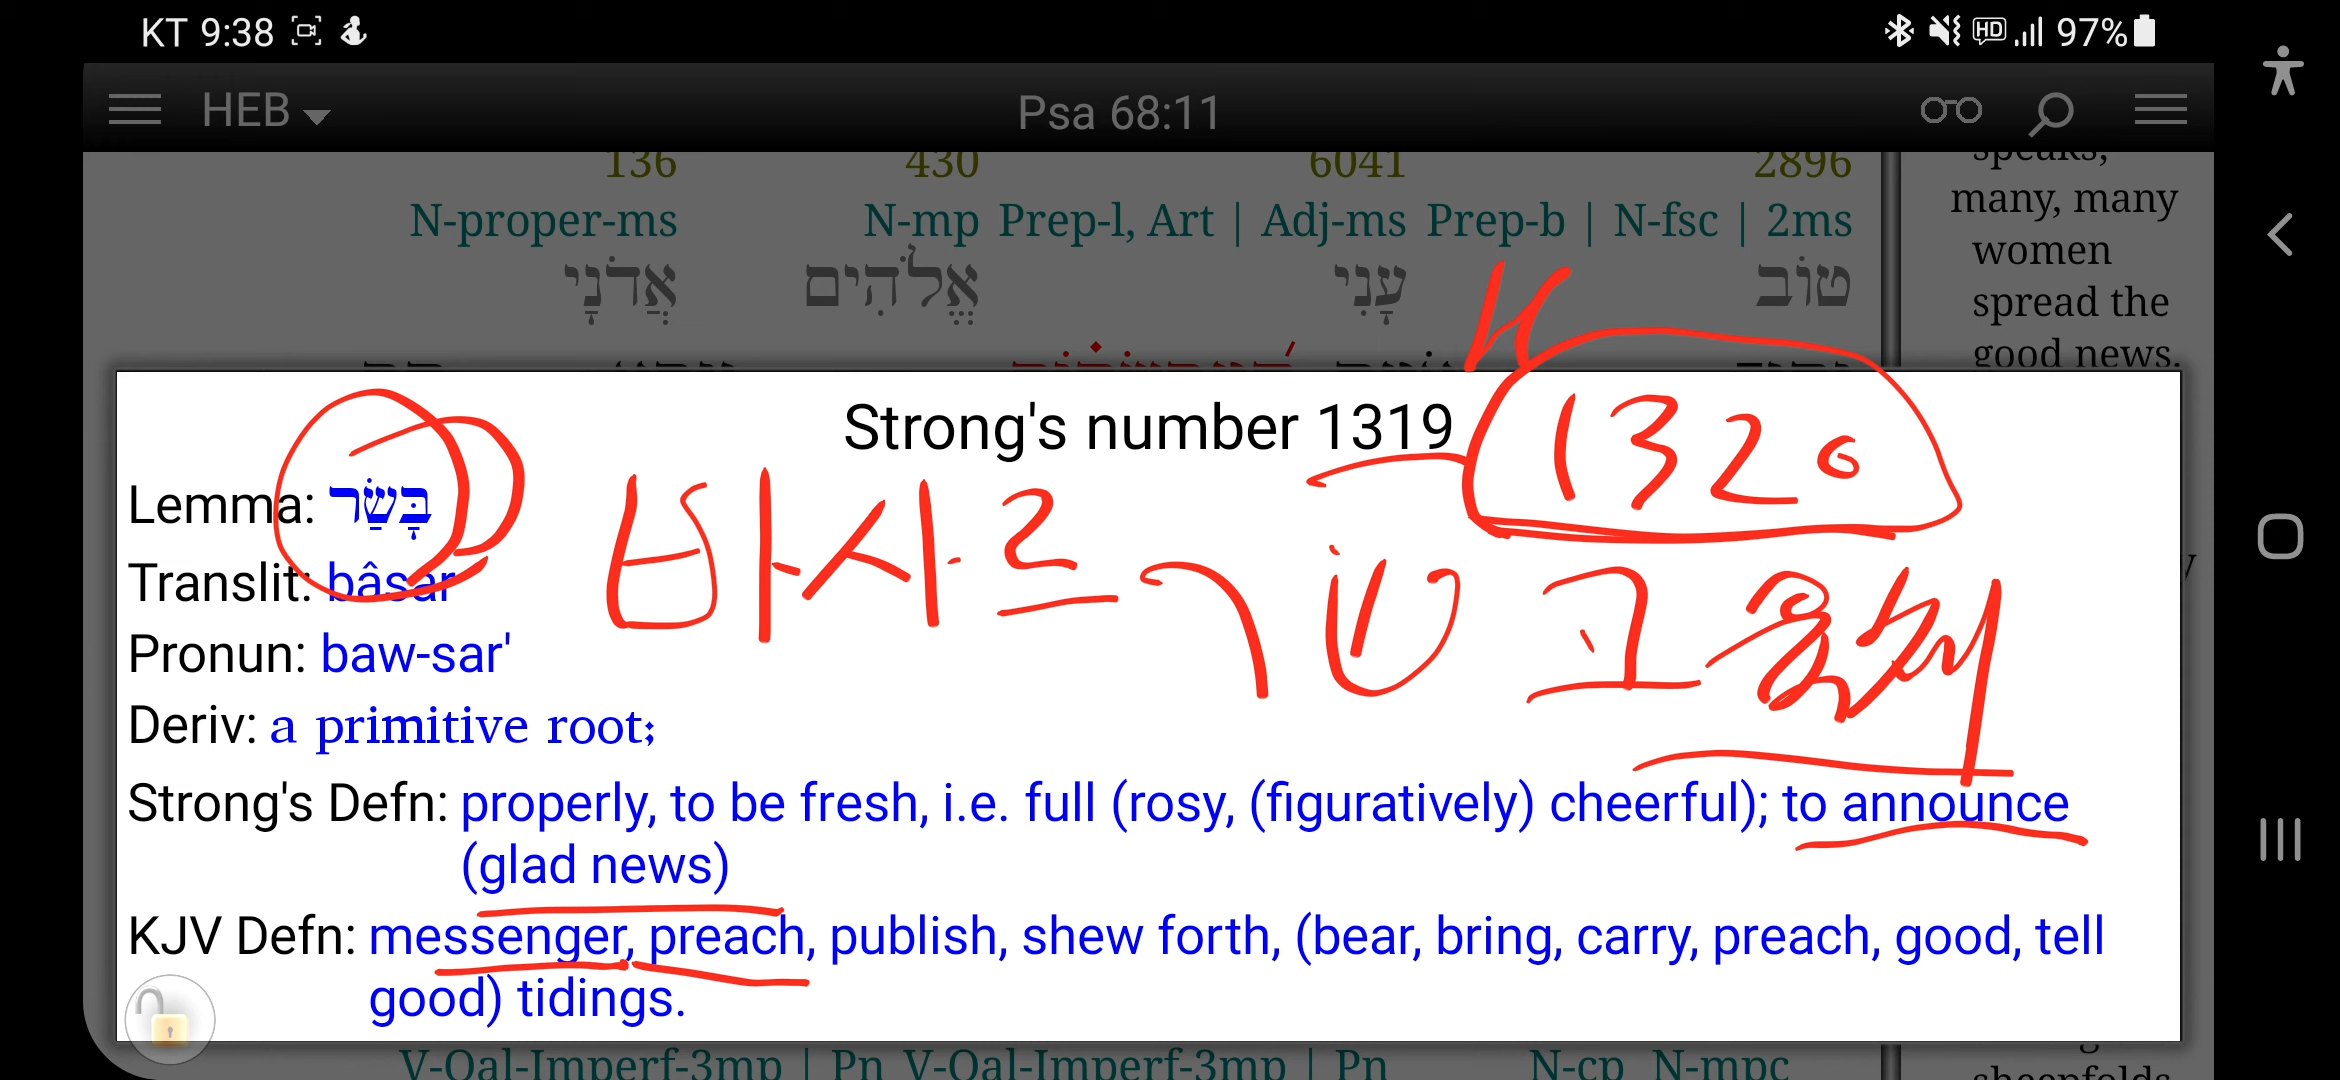 KT 9:38 HD 97%
HEB Psa 68:11
136 430 6041 2896
N-proper-ms N-mp Prep-l, Art | Adj-ms Prep-b | N-fsc | 2ms
אֲדֹנָי אֱלֹהִים עָנִי טוֹב
speaks,
many, many
women
spread the
good news.
H
1320
Strong's number 1319
Lemma: בָּשַׂר
바사르
Translit: bâsar
ר שׂ ב
Pronun: baw-sar'
Deriv: a primitive root;
Strong's Defn: properly, to be fresh, i.e. full (rosy, (figuratively) cheerful); to announce
(glad news)
KJV Defn: messenger, preach, publish, shew forth, (bear, bring, carry, preach, good, tell
good) tidings.
V-Qal-Imperf-3mp | Pn V-Qal-Imperf-3mp | Pn N-cp N-mpc
sheepfolds